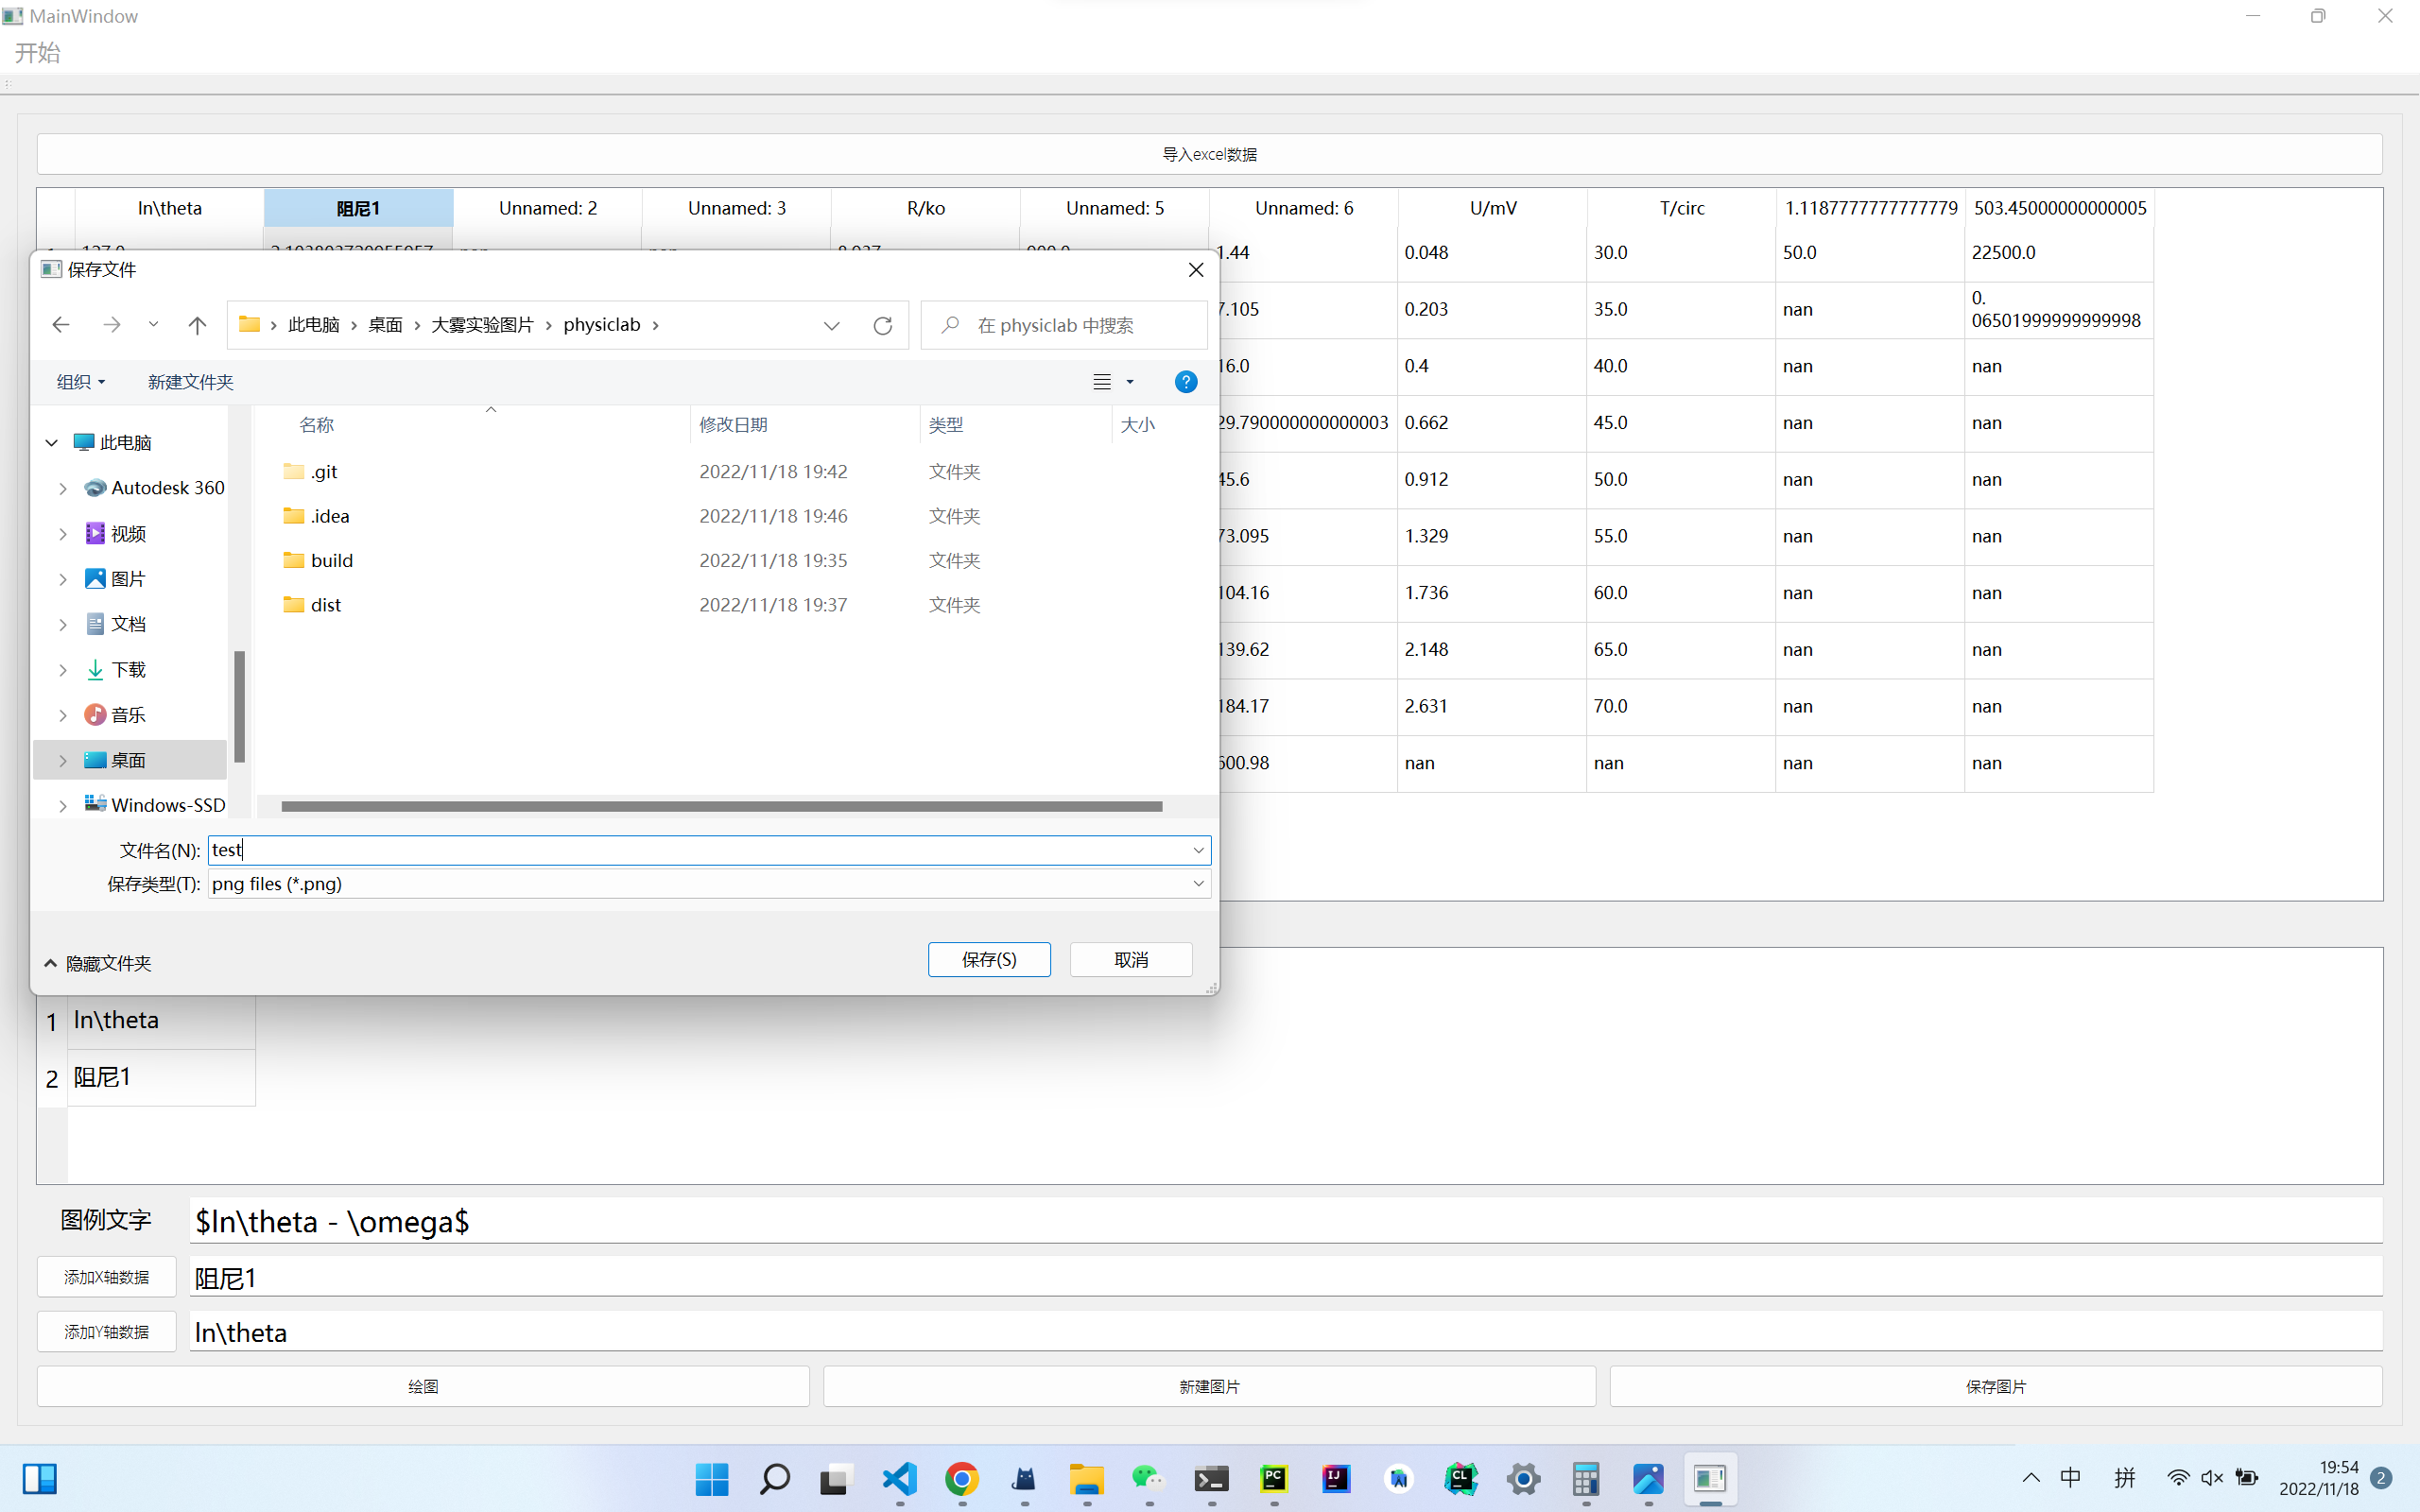 MainWindow
开始
导入excel数据
ln\theta 阻尼1 Unnamed: 2 Unnamed: 3 R/ko Unnamed: 5 Unnamed: 6 U/mV T/circ 1.1187777777777779 503.45000000000005
1.44 0.048 30.0 50.0 22500.0
7.105 0.203 35.0 nan 0.
06501999999999998
16.0 0.4 40.0 nan nan
29.790000000000003 0.662 45.0 nan nan
45.6 0.912 50.0 nan nan
73.095 1.329 55.0 nan nan
104.16 1.736 60.0 nan nan
139.62 2.148 65.0 nan nan
184.17 2.631 70.0 nan nan
600.98 nan nan nan nan
保存文件
此电脑 › 桌面 › 大雾实验图片 › physiclab ›
在 physiclab 中搜索
组织 新建文件夹
名称 修改日期 类型 大小
此电脑
Autodesk 360
视频
图片
文档
下载
音乐
桌面
Windows-SSD
.git 2022/11/18 19:42 文件夹
.idea 2022/11/18 19:46 文件夹
build 2022/11/18 19:35 文件夹
dist 2022/11/18 19:37 文件夹
文件名(N): test
保存类型(T): png files (*.png)
隐藏文件夹
保存(S) 取消
1 ln\theta
2 阻尼1
图例文字 $ln\theta - \omega$
添加X轴数据 阻尼1
添加Y轴数据 ln\theta
绘图 新建图片 保存图片
PC IJ CL
中 拼
19:54
2022/11/18
2